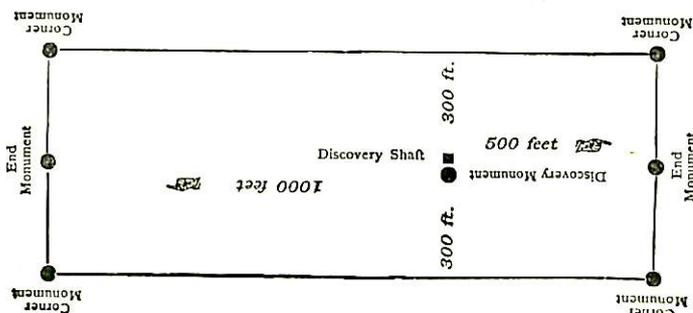 Corner
Monument
Corner
Monument
300 ft.
500 feet
End
Monument
Discovery Shaft
Discovery Monument
End
Monument
1000 feet
300 ft.
Corner
Monument
Corner
Monument